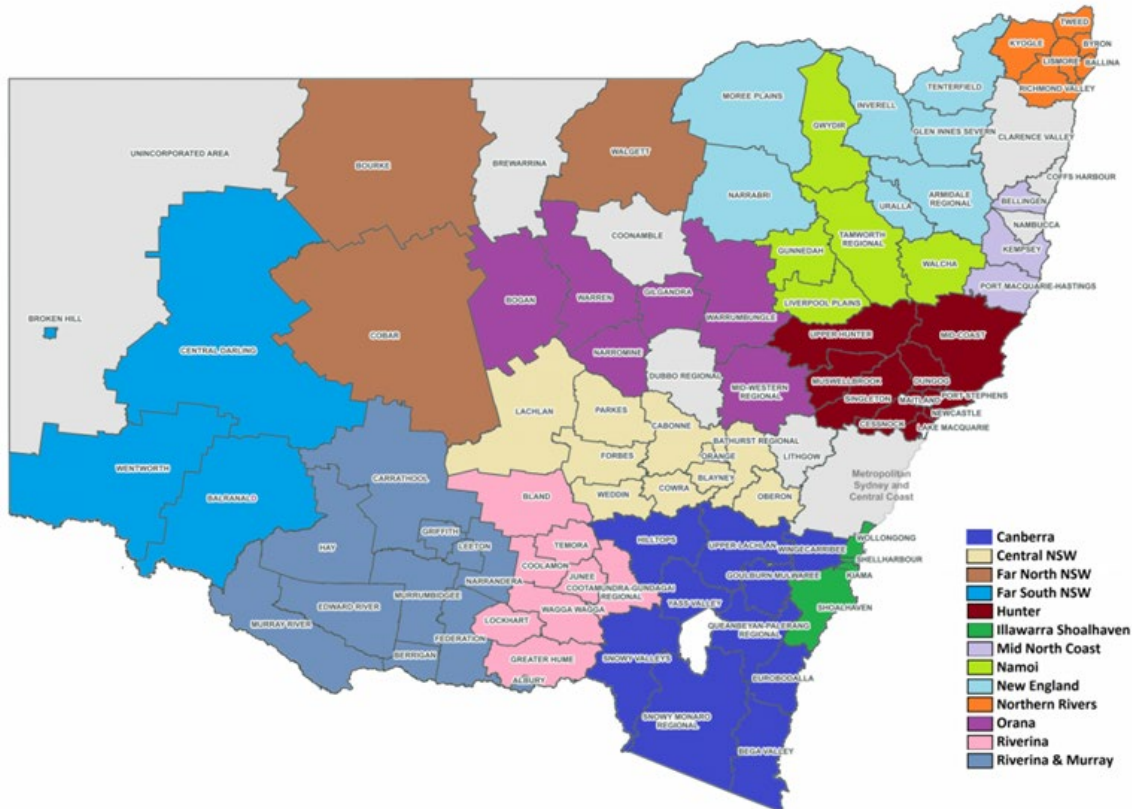 TWEED
KYOGLE
BYRON
LISMORE
BALLINA
RICHMOND VALLEY
TENTERFIELD
MOREE PLAINS
INVERELL
GWYDIR
GLEN INNES SEVERN
CLARENCE VALLEY
UNINCORPORATED AREA
BOURKE
BREWARRINA
WALGETT
COFFS HARBOUR
NARRABRI
ARMIDALE
REGIONAL
URALLA
BELLINGEN
NAMBUCCA
COONAMBLE
TAMWORTH
REGIONAL
GUNNEDAH
KEMPSEY
WALCHA
PORT MACQUARIE-HASTINGS
BOGAN
WARREN
GILGANDRA
LIVERPOOL PLAINS
WARRUMBUNGLE
BROKEN HILL
COBAR
UPPER HUNTER
MID-COAST
CENTRAL DARLING
NARROMINE
DUBBO REGIONAL
MID-WESTERN
REGIONAL
MUSWELLBROOK
DUNGOG
SINGLETON
MAITLAND
PORT STEPHENS
NEWCASTLE
CESSNOCK
LAKE MACQUARIE
LACHLAN
PARKES
CABONNE
BATHURST REGIONAL
ORANGE
LITHGOW
FORBES
BLAYNEY
WENTWORTH
CARRATHOOL
BALRANALD
BLAND
WEDDIN
COWRA
OBERON
Metropolitan
Sydney and
Central Coast
GRIFFITH
HAY
LEETON
TEMORA
HILLTOPS
UPPER LACHLAN
WINGECARRIBEE
WOLLONGONG
SHELLHARBOUR
KIAMA
COOLAMON
JUNEE
NARRANDERA
COOTAMUNDRA-GUNDAGAI
REGIONAL
GOULBURN MULWAREE
MURRUMBIDGEE
EDWARD RIVER
WAGGA WAGGA
YASS VALLEY
SHOALHAVEN
LOCKHART
MURRAY RIVER
FEDERATION
QUEANBEYAN-PALERANG
REGIONAL
BERRIGAN
GREATER HUME
SNOWY VALLEYS
ALBURY
EUROBODALLA
SNOWY MONARO
REGIONAL
BEGA VALLEY
Canberra
Central NSW
Far North NSW
Far South NSW
Hunter
Illawarra Shoalhaven
Mid North Coast
Namoi
New England
Northern Rivers
Orana
Riverina
Riverina & Murray